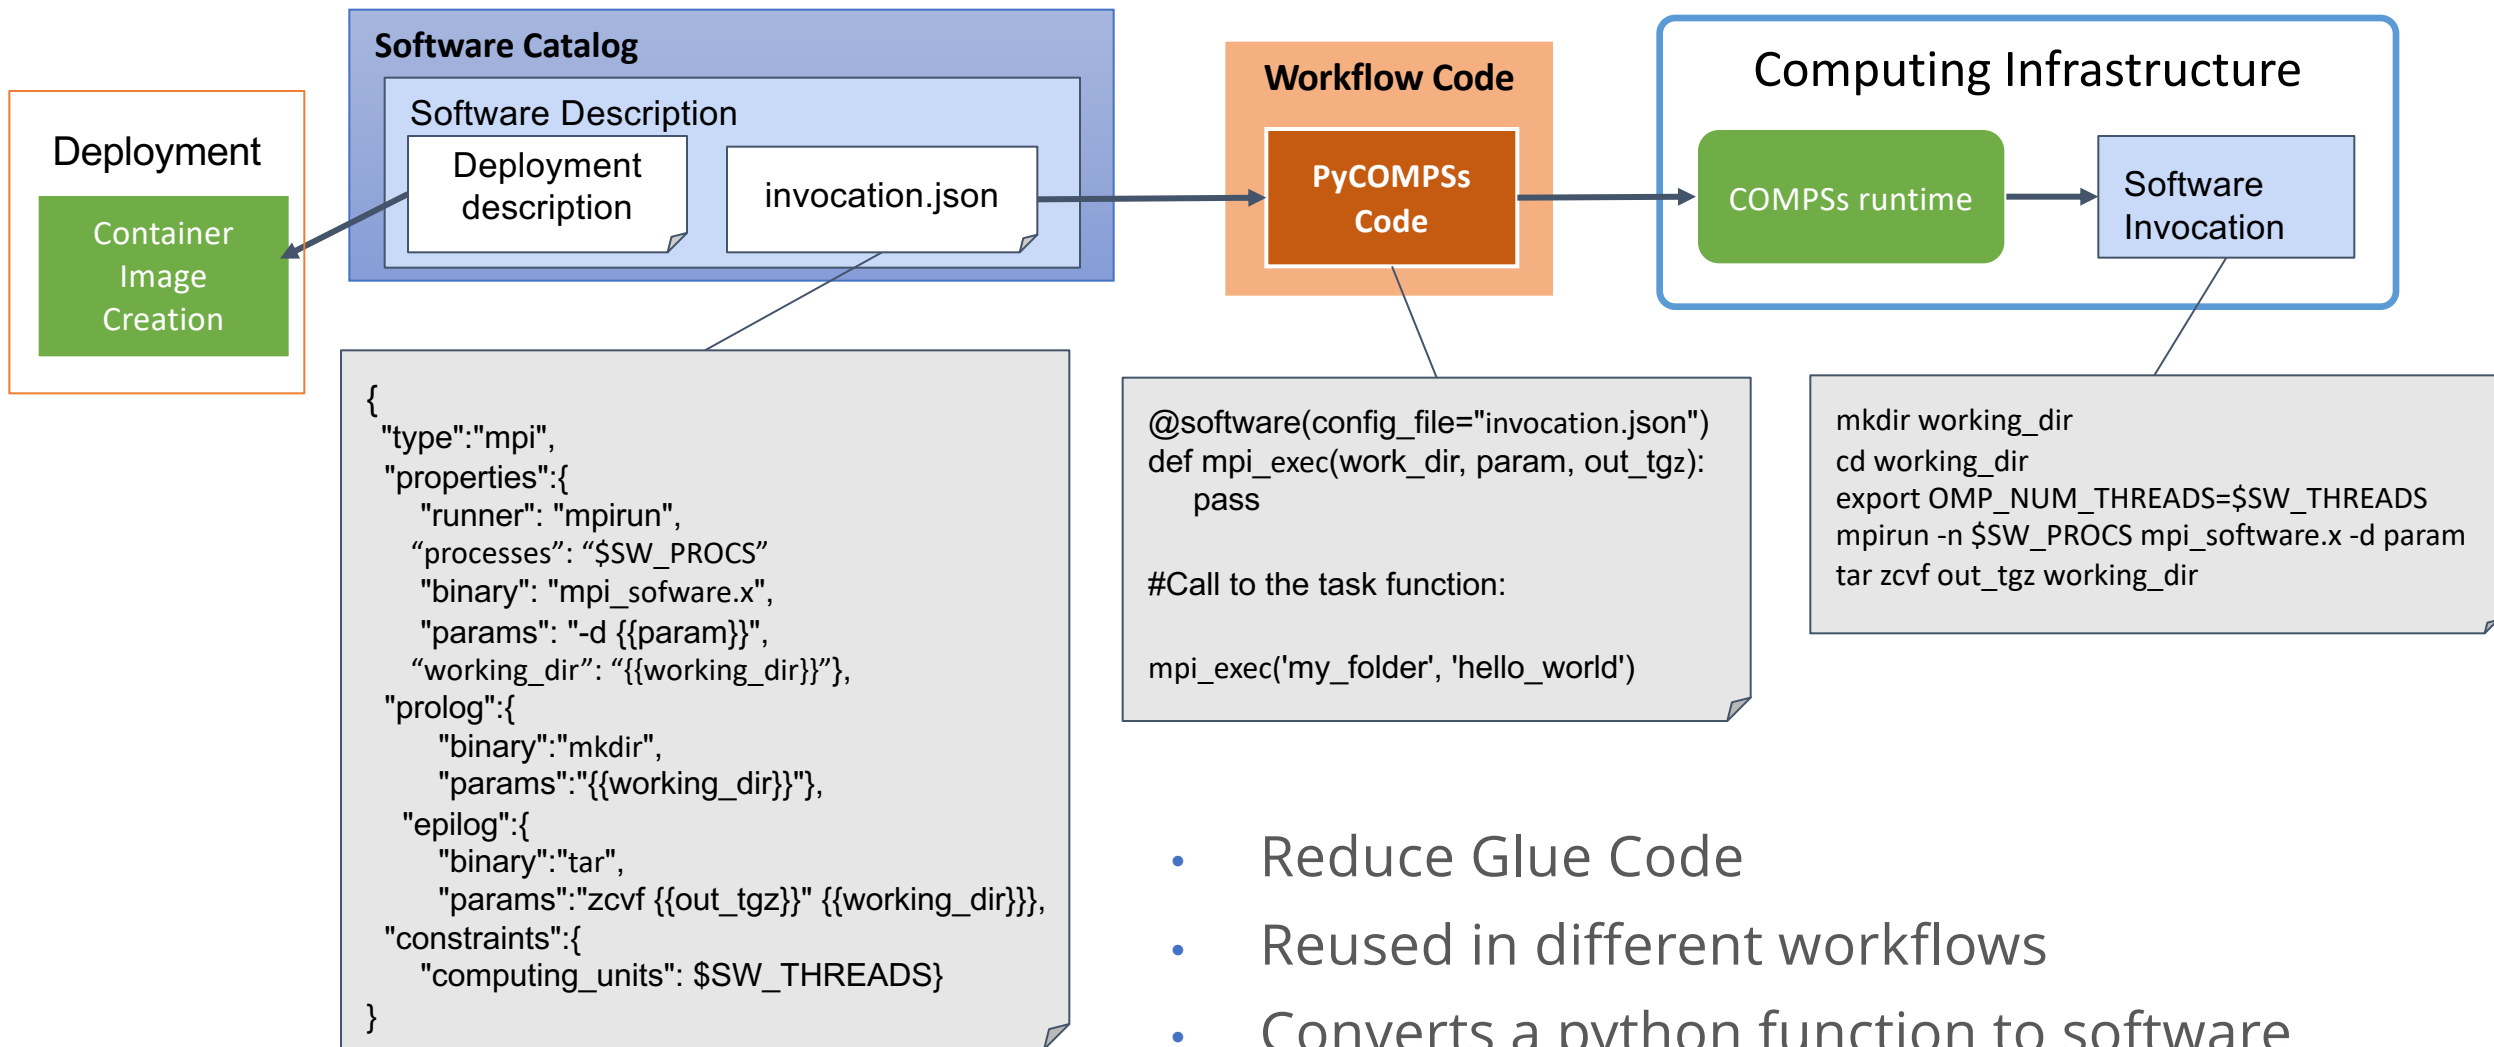 Software Catalog
Software Description
Deployment
description
invocation.json
Deployment
Container
Image
Creation
Workflow Code
PyCOMPSs
Code
Computing Infrastructure
COMPSs runtime
Software
Invocation
{
"type":"mpi",
"properties":{
"runner": "mpirun",
“processes”: “$SW_PROCS”
"binary": "mpi_sofware.x",
"params": "-d {{param}}",
“working_dir”: “{{working_dir}}”},
"prolog":{
"binary":"mkdir",
"params":"{{working_dir}}"},
"epilog":{
"binary":"tar",
"params":"zcvf {{out_tgz}}" {{working_dir}}},
"constraints":{
"computing_units": $SW_THREADS}
}
@software(config_file="invocation.json")
def mpi_exec(work_dir, param, out_tgz):
pass
#Call to the task function:
mpi_exec('my_folder', 'hello_world')
mkdir working_dir
cd working_dir
export OMP_NUM_THREADS=$SW_THREADS
mpirun -n $SW_PROCS mpi_software.x -d param
tar zcvf out_tgz working_dir
• Reduce Glue Code
• Reused in different workflows
• Converts a python function to software